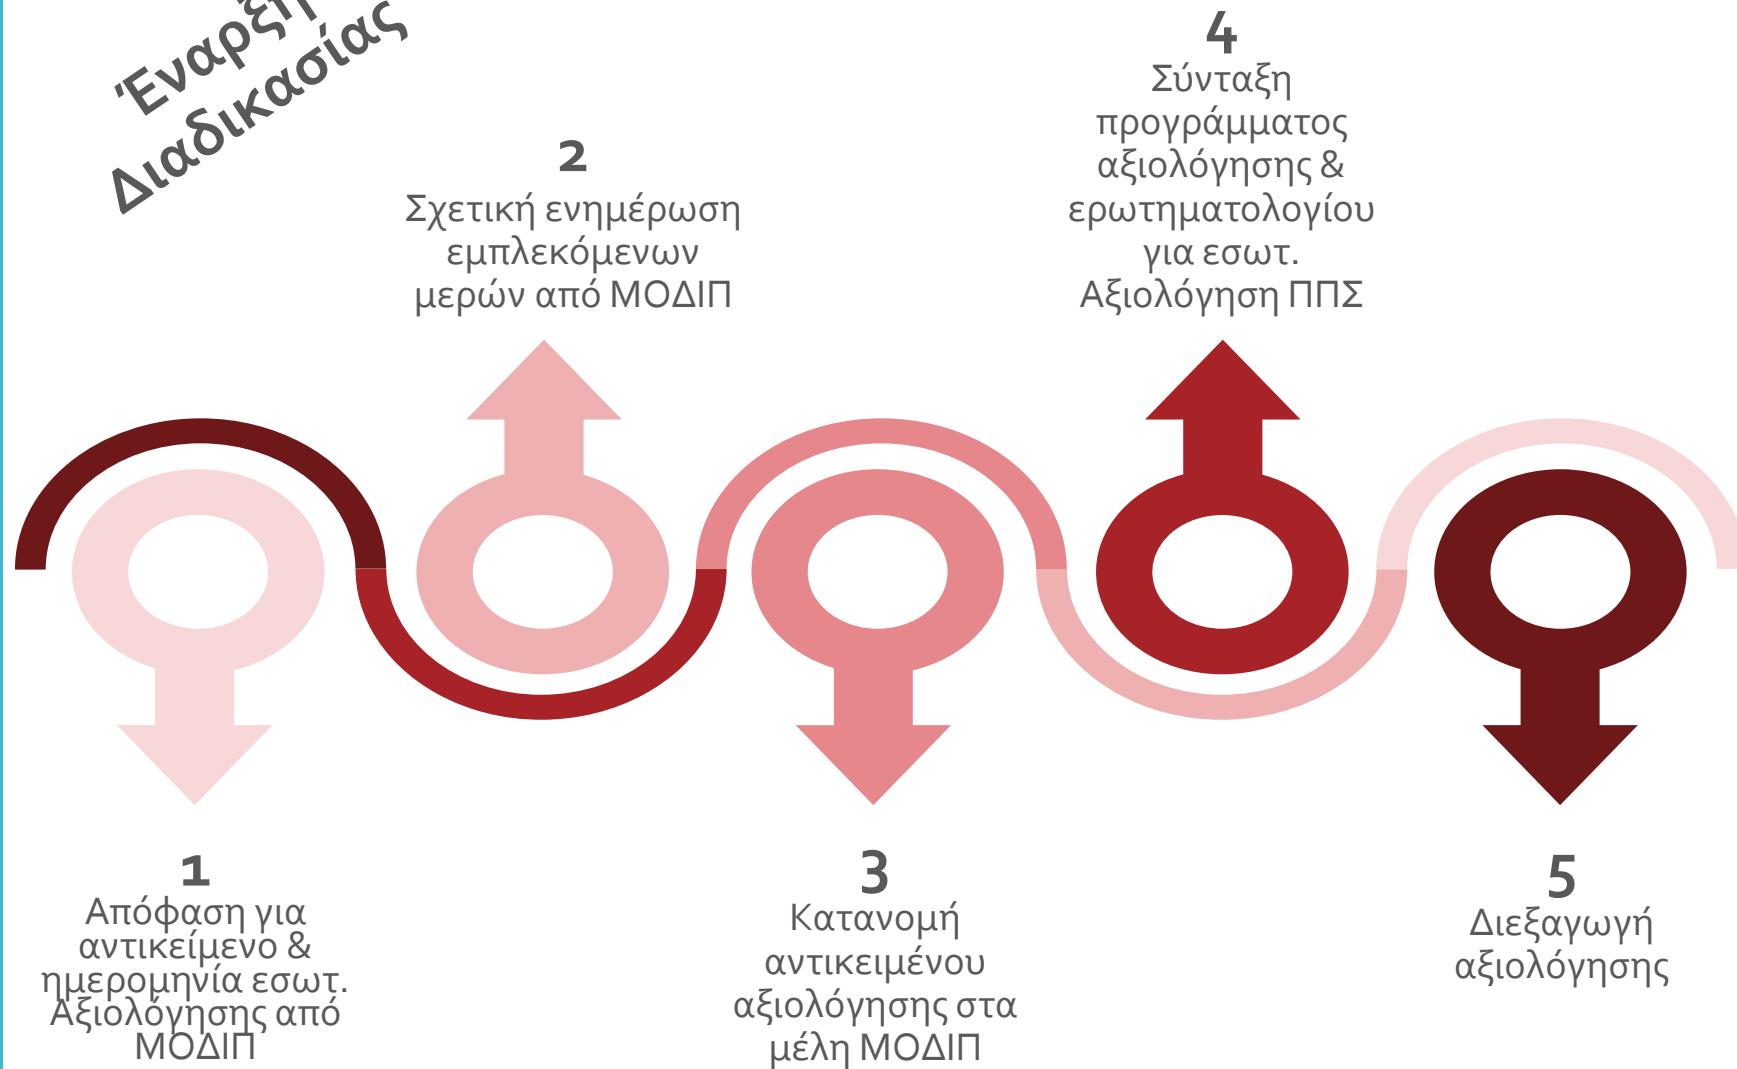 Έναρξη
Διαδικασίας
1
Απόφαση για
αντικείμενο &
ημερομηνία εσωτ.
Αξιολόγησης από
ΜΟΔΙΠ
2
Σχετική ενημέρωση
εμπλεκόμενων
μερών από ΜΟΔΙΠ
3
Κατανομή
αντικειμένου
αξιολόγησης στα
μέλη ΜΟΔΙΠ
4
Σύνταξη
προγράμματος
αξιολόγησης &
ερωτηματολογίου
για εσωτ.
Αξιολόγηση ΠΠΣ
5
Διεξαγωγή
αξιολόγησης